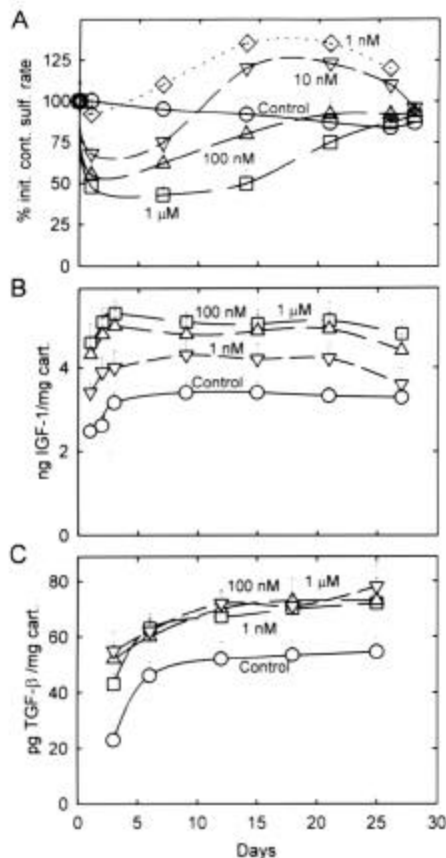 A
% init. cont. sulf. rate
125
100
75
50
25
0
1 nM
10 nM
Control
100 nM
1 µM
B
ng IGF-1/mg cart.
4
2
0
100 nM
1 µM
1 nM
Control
C
pg TGF-β /mg cart.
80
60
40
20
0
100 nM
1 µM
1 nM
Control
0
5
10
15
20
25
30
Days